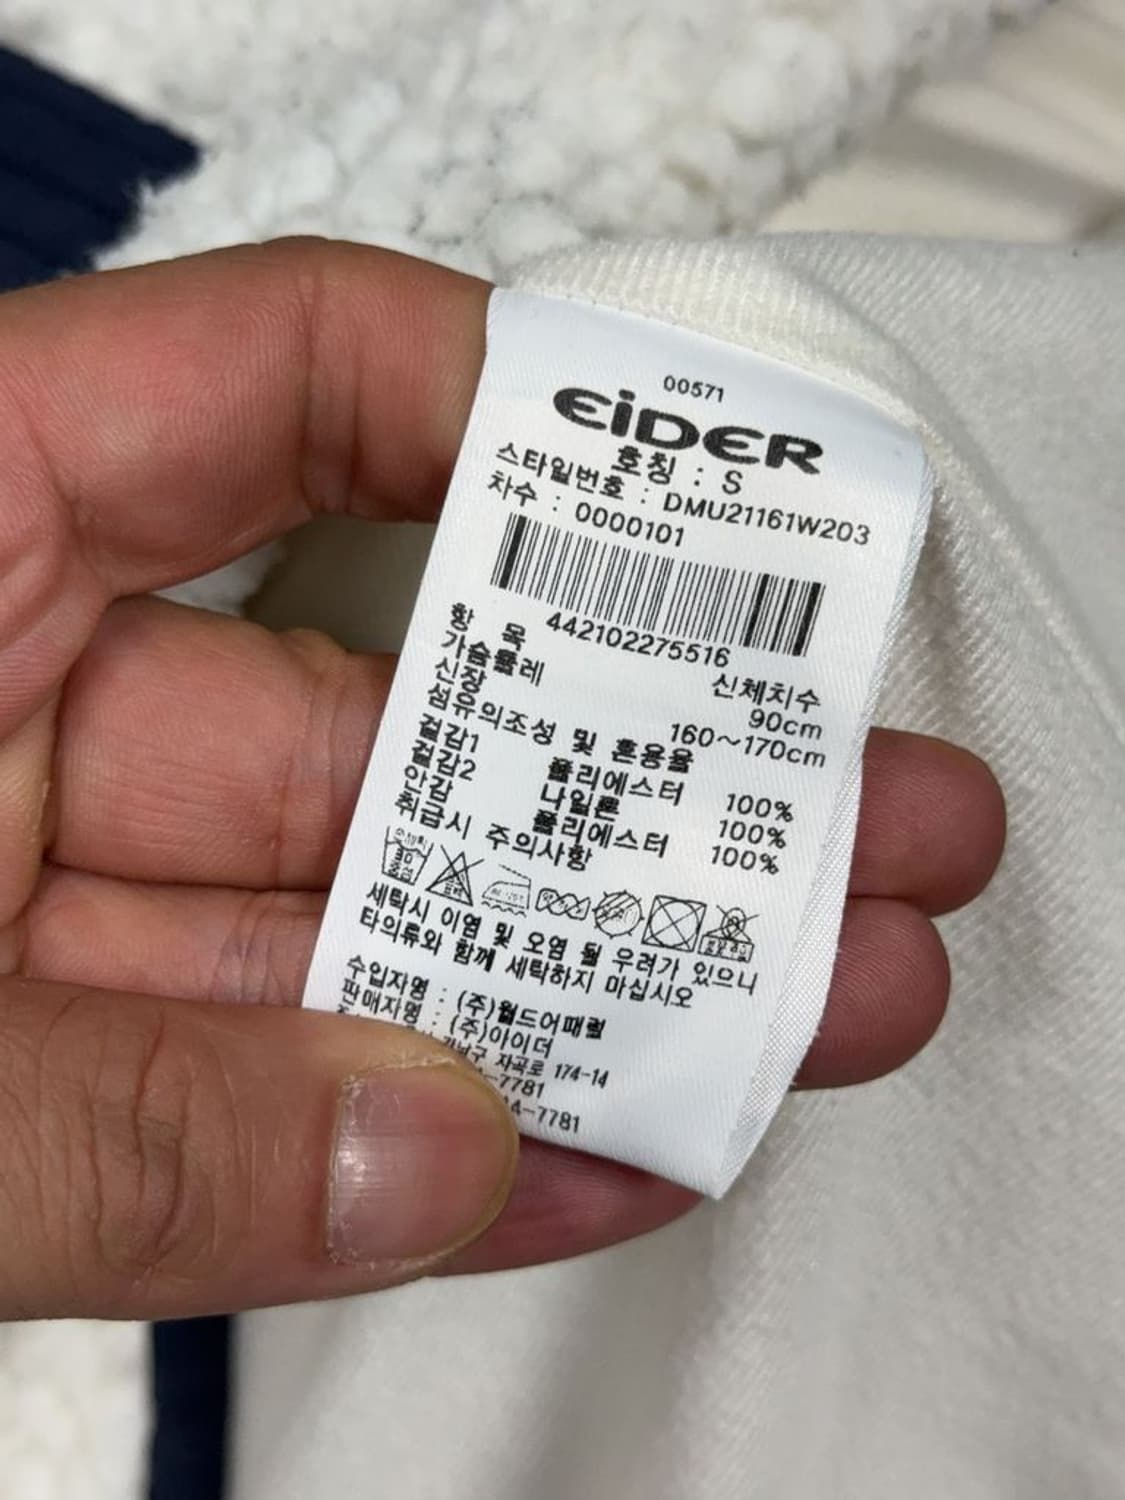 00571
EiDER
호칭 : S
스타일번호 : DMU21161W203
차수 : 0000101
442102275516
항 목 신체치수
가슴둘레 90cm
신장 160~170cm
섬유의조성 및 혼용율
겉감1 폴리에스터 100%
겉감2 나일론 100%
안감 폴리에스터 100%
취급시 주의사항
세탁시 이염 및 오염 될 우려가 있으니
타의류와 함께 세탁하지 마십시오
수입자명 : (주)월드어패럴
판매자명 : (주)아이더
자곡로 174-14
-7781
4-7781